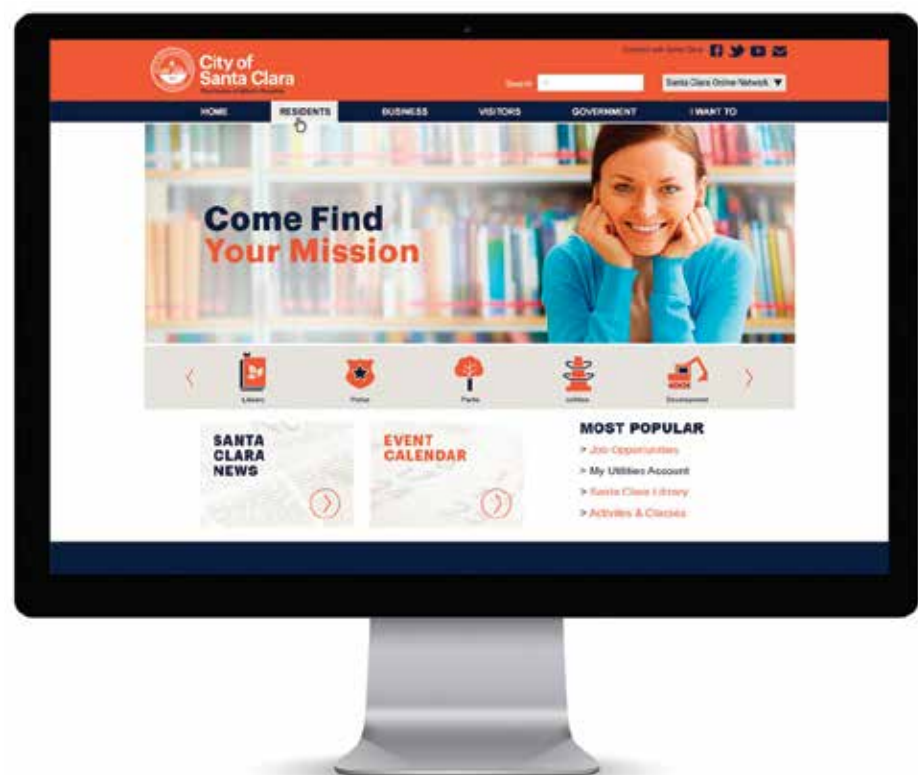 City of
Santa Clara
Search
Santa Clara Online Network
HOME RESIDENTS BUSINESS VISITORS GOVERNMENT I WANT TO
Come Find
Your Mission
Library Police Parks Utilities Development
SANTA
CLARA
NEWS
EVENT
CALENDAR
MOST POPULAR
> Job Opportunities
> My Utilities Account
> Santa Clara Library
> Activities & Classes